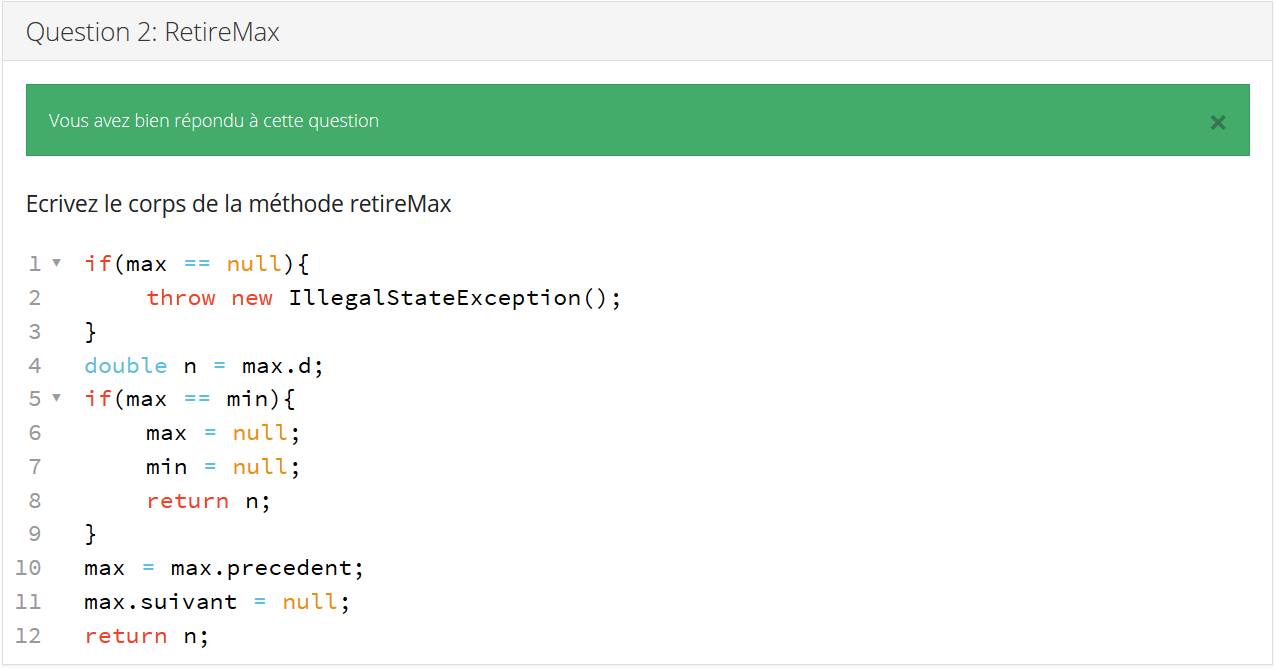 Question 2: RetireMax
Vous avez bien répondu à cette question ×
Ecrivez le corps de la méthode retireMax
1 ▾ if(max == null){
2     throw new IllegalStateException();
3 }
4 double n = max.d;
5 ▾ if(max == min){
6     max = null;
7     min = null;
8     return n;
9 }
10 max = max.precedent;
11 max.suivant = null;
12 return n;